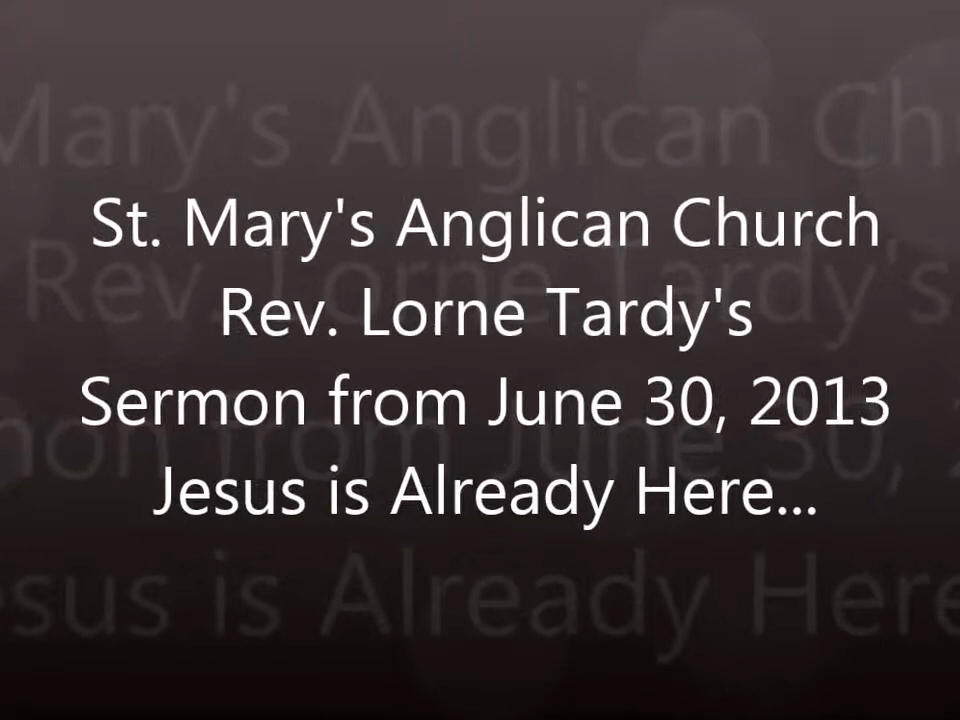 St. Mary's Anglican Church
Rev. Lorne Tardy's
Sermon from June 30, 2013
Jesus is Already Here...